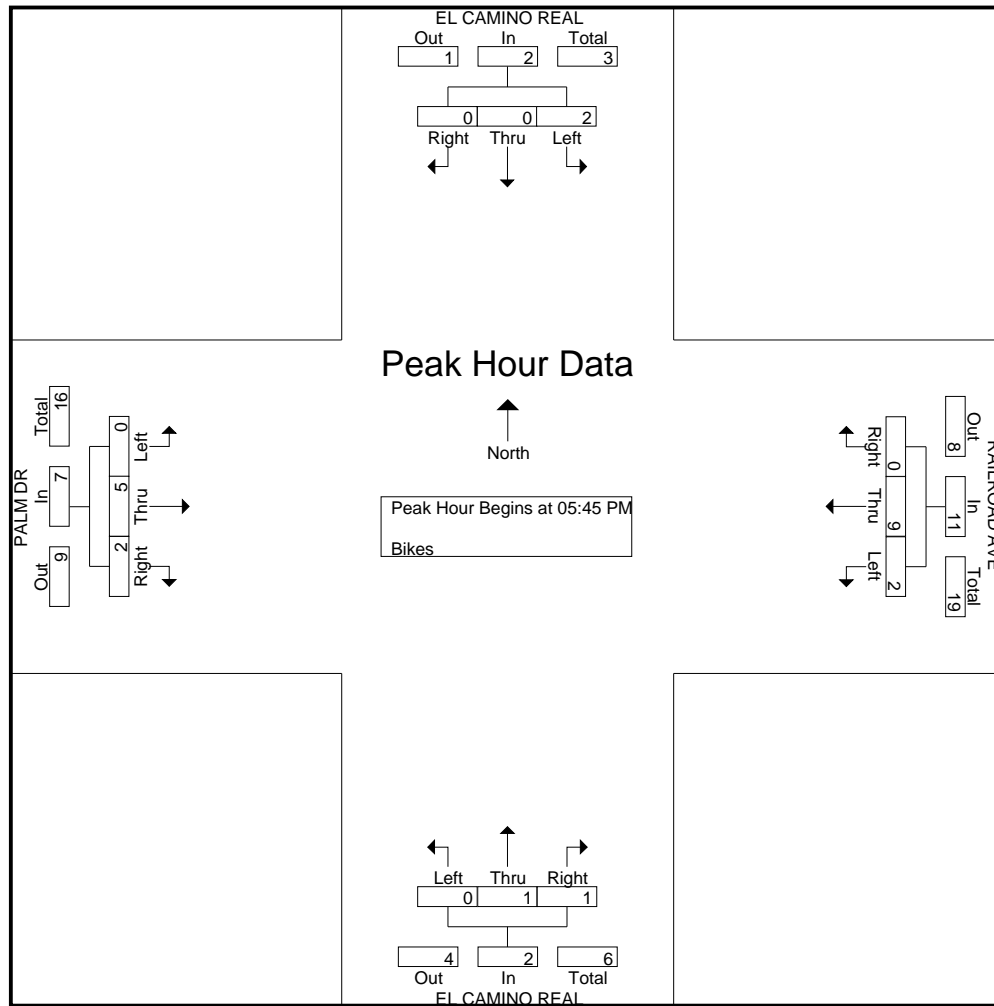 EL CAMINO REAL
Out In Total
1 2 3
0 0 2
Right Thru Left
Peak Hour Data
North
Peak Hour Begins at 05:45 PM
Bikes
PALM DR
Out In Total
9 7 16
Left Thru Right
0 5 2
RAILROAD AVE
Out In Total
8 11 19
Right Thru Left
0 9 2
Left Thru Right
0 1 1
4 2 6
Out In Total
EL CAMINO REAL